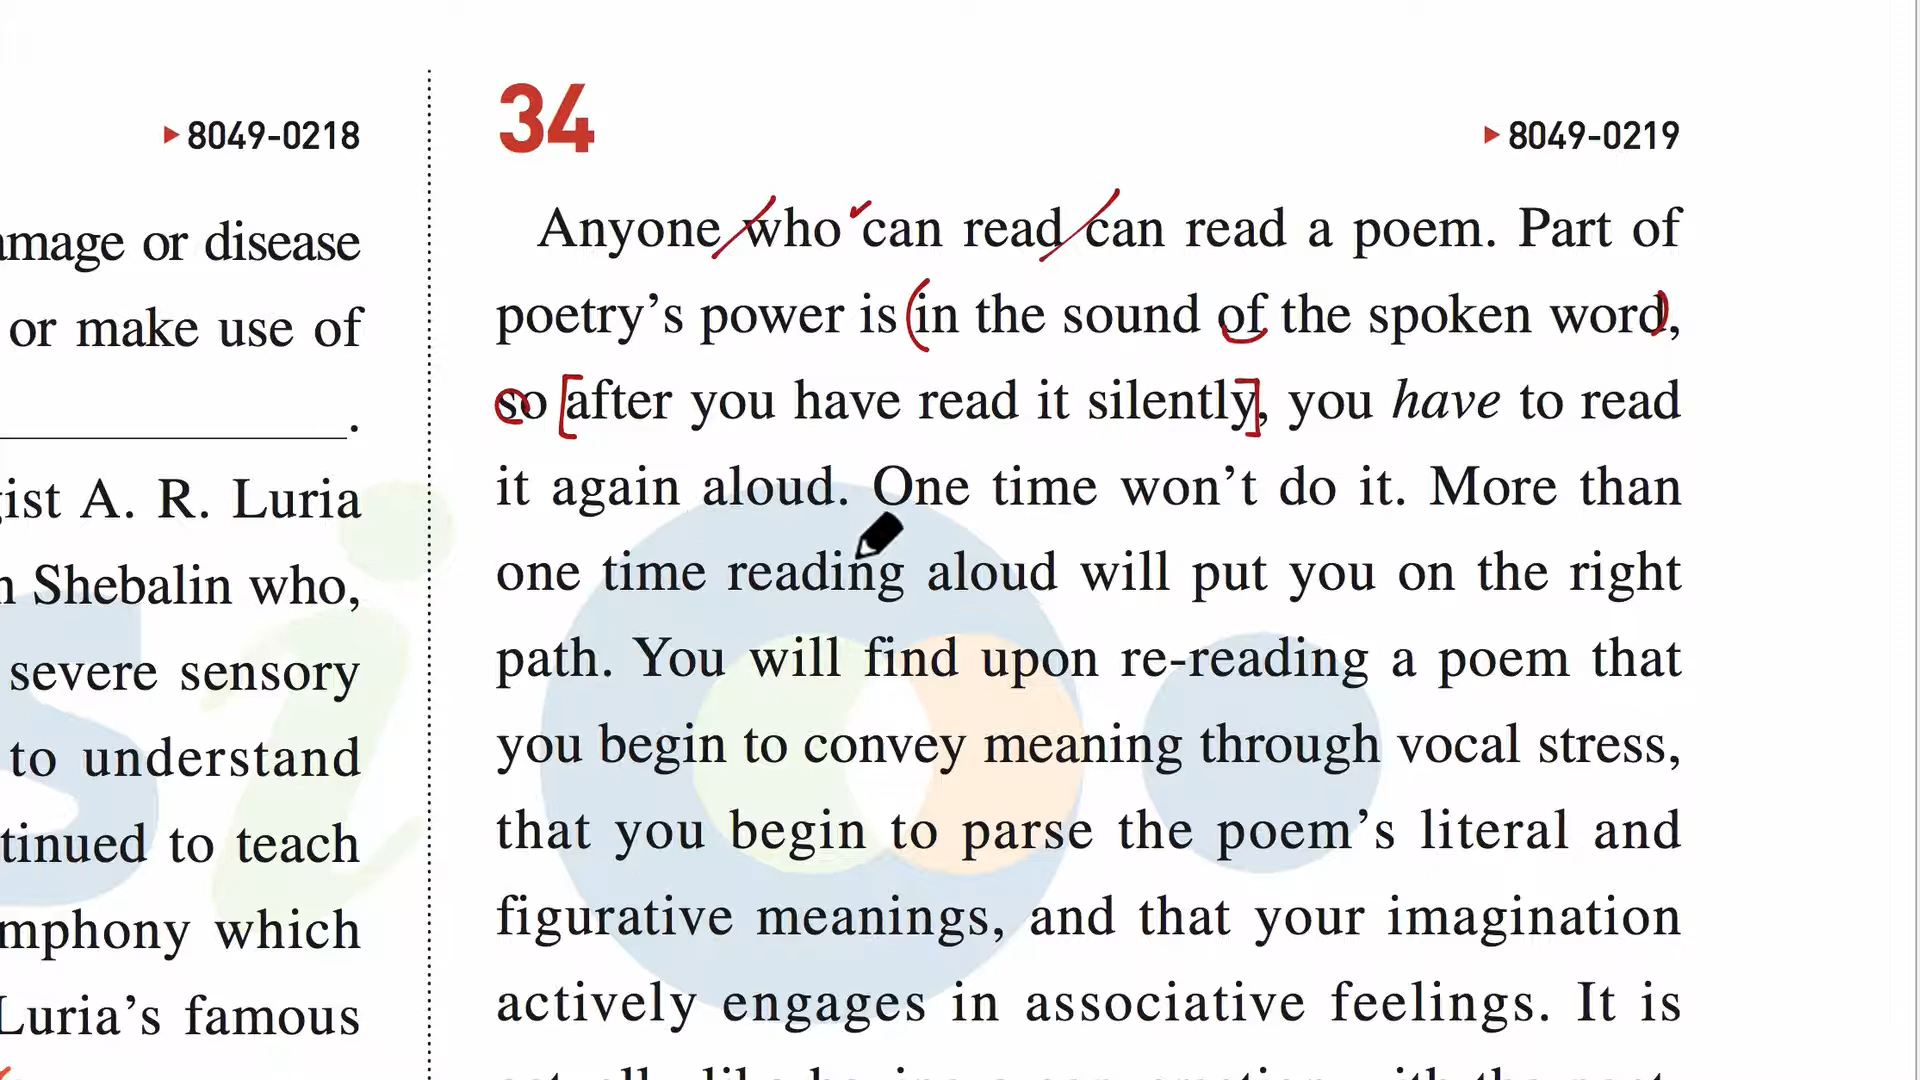 ▶8049-0218
amage or disease
or make use of
.
gist A. R. Luria
n Shebalin who,
severe sensory
to understand
tinued to teach
mphony which
Luria's famous
34
▶8049-0219
Anyone who can read can read a poem. Part of
poetry's power is in the sound of the spoken word,
so after you have read it silently, you have to read
it again aloud. One time won't do it. More than
one time reading aloud will put you on the right
path. You will find upon re-reading a poem that
you begin to convey meaning through vocal stress,
that you begin to parse the poem's literal and
figurative meanings, and that your imagination
actively engages in associative feelings. It is